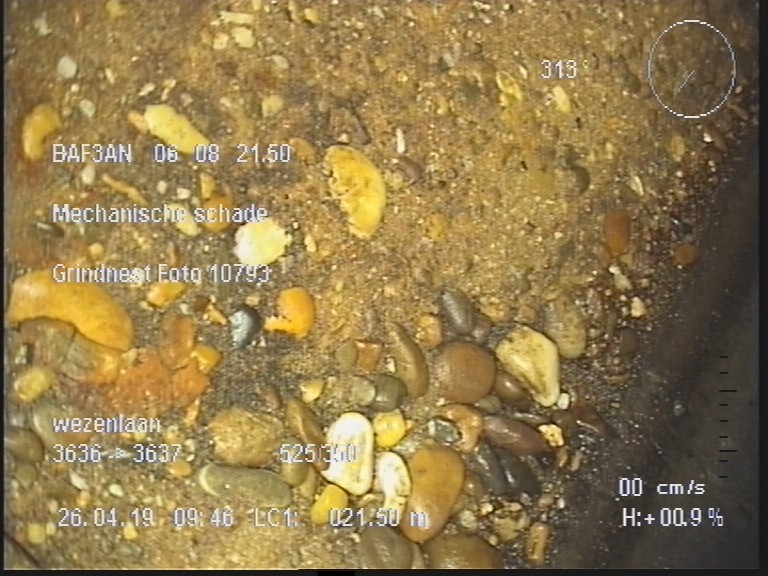 313°
BAF3AN 06 08 21.50
Mechanische schade
Grindnest Foto 10793
wezenlaan
3636 -> 3637 525/350
00 cm/s
26.04.19 09:46 LC1: 021.50 m H:+00.9 %